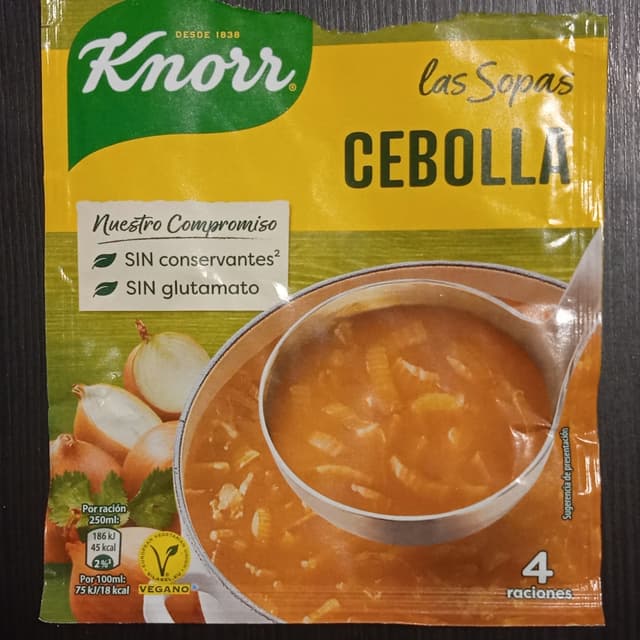 DESDE 1838
Knorr®
las Sopas
CEBOLLA
Nuestro Compromiso
SIN conservantes²
SIN glutamato
Sugerencia de presentación
Por ración
250ml:
186 kJ
45 kcal
2%³
Por 100ml:
75 kJ/18 kcal
V
VEGANO
4
raciones